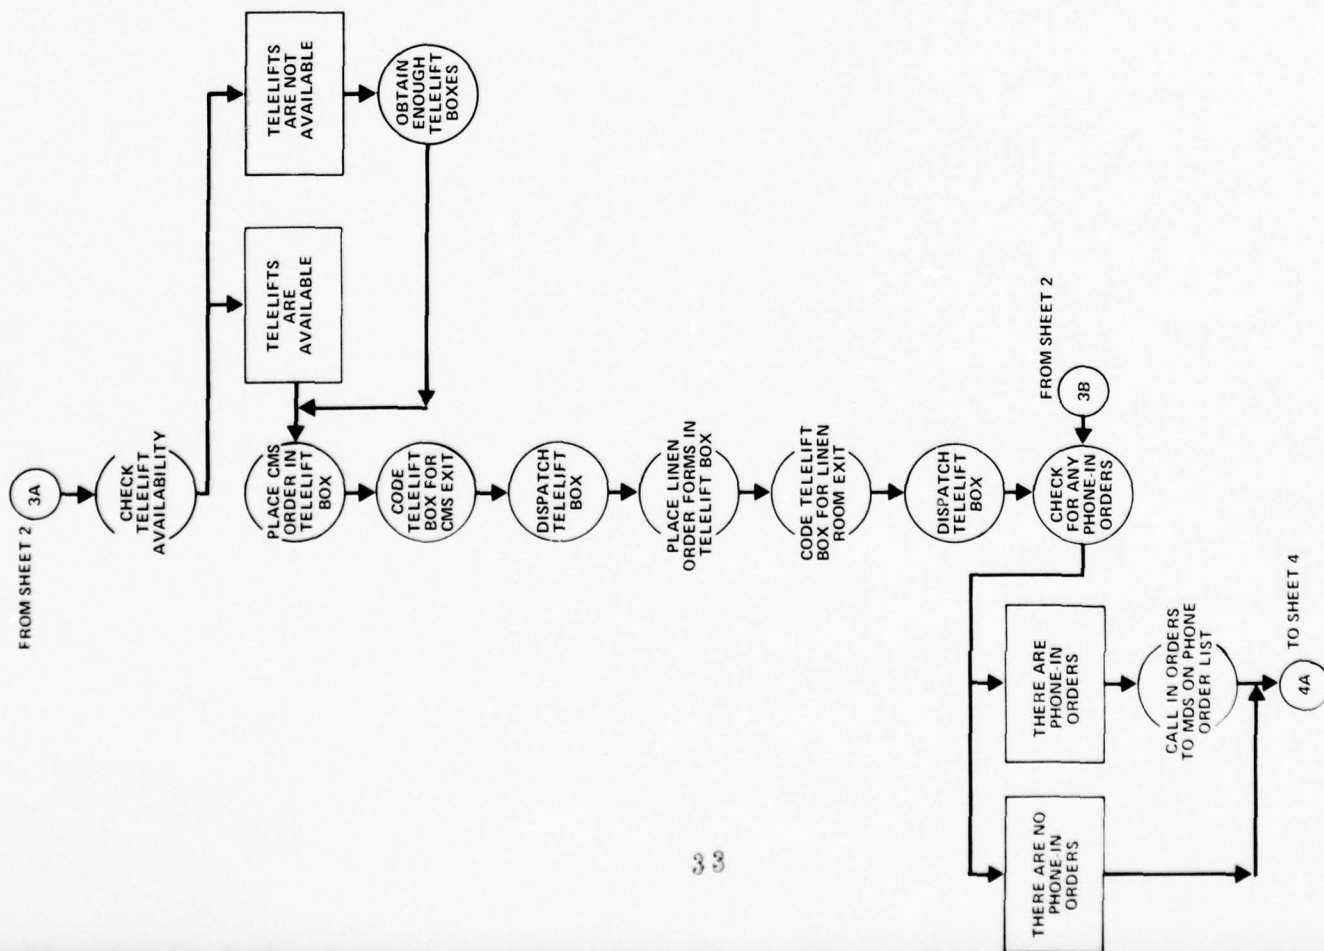 FROM SHEET 2
3A
CHECK
TELELIFT
AVAILABILITY
TELELIFTS
ARE
AVAILABLE
TELELIFTS
ARE NOT
AVAILABLE
OBTAIN
ENOUGH
TELELIFT
BOXES
PLACE CMS
ORDER IN
TELELIFT
BOX
CODE
TELELIFT
BOX FOR
CMS EXIT
DISPATCH
TELELIFT
BOX
PLACE LINEN
ORDER FORMS IN
TELELIFT BOX
CODE TELELIFT
BOX FOR LINEN
ROOM EXIT
DISPATCH
TELELIFT
BOX
FROM SHEET 2
3B
CHECK
FOR ANY
PHONE-IN
ORDERS
THERE ARE NO
PHONE-IN
ORDERS
THERE ARE
PHONE-IN
ORDERS
CALL IN ORDERS
TO MDS ON PHONE
ORDER LIST
4A
TO SHEET 4
33